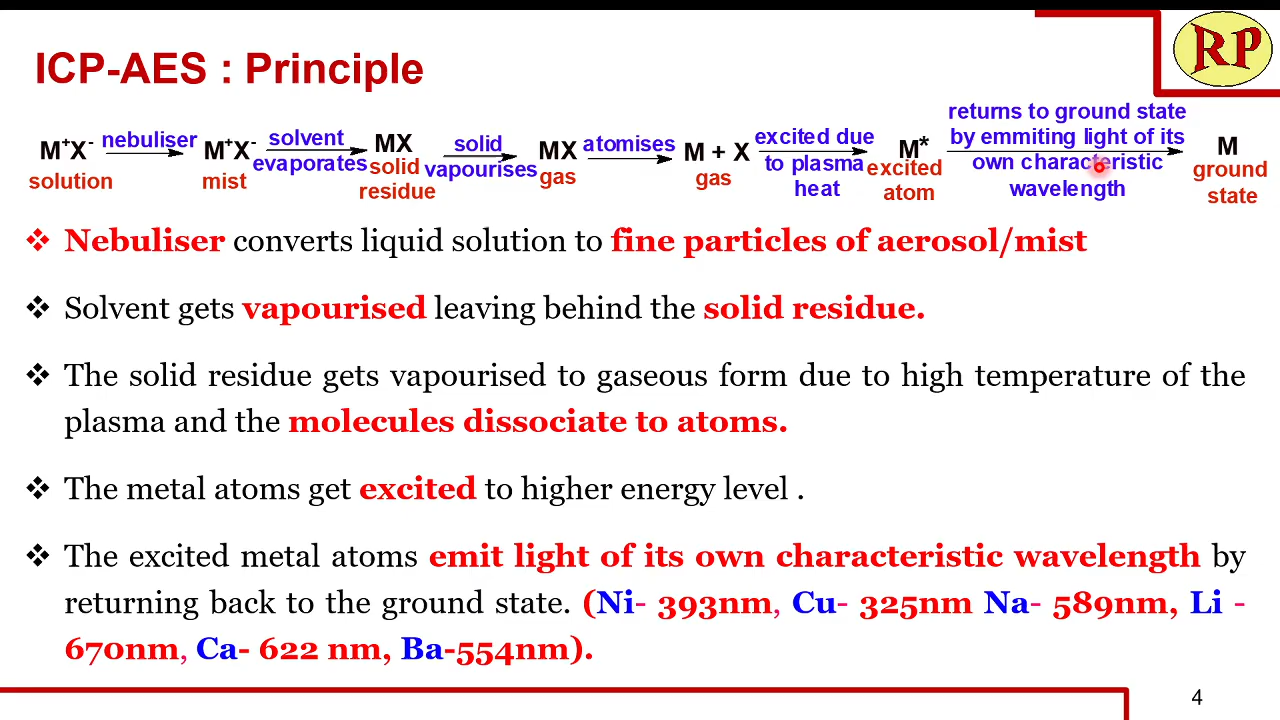 RP
ICP-AES : Principle
M+X- solution
nebuliser
M+X- mist
solvent evaporates
MX solid residue
solid vapourises
MX gas
atomises
M + X gas
excited due to plasma heat
M* excited atom
returns to ground state by emmiting light of its own characteristic wavelength
M ground state
❖ Nebuliser converts liquid solution to fine particles of aerosol/mist
❖ Solvent gets vapourised leaving behind the solid residue.
❖ The solid residue gets vapourised to gaseous form due to high temperature of the
plasma and the molecules dissociate to atoms.
❖ The metal atoms get excited to higher energy level .
❖ The excited metal atoms emit light of its own characteristic wavelength by
returning back to the ground state. (Ni- 393nm, Cu- 325nm Na- 589nm, Li -
670nm, Ca- 622 nm, Ba-554nm).
4